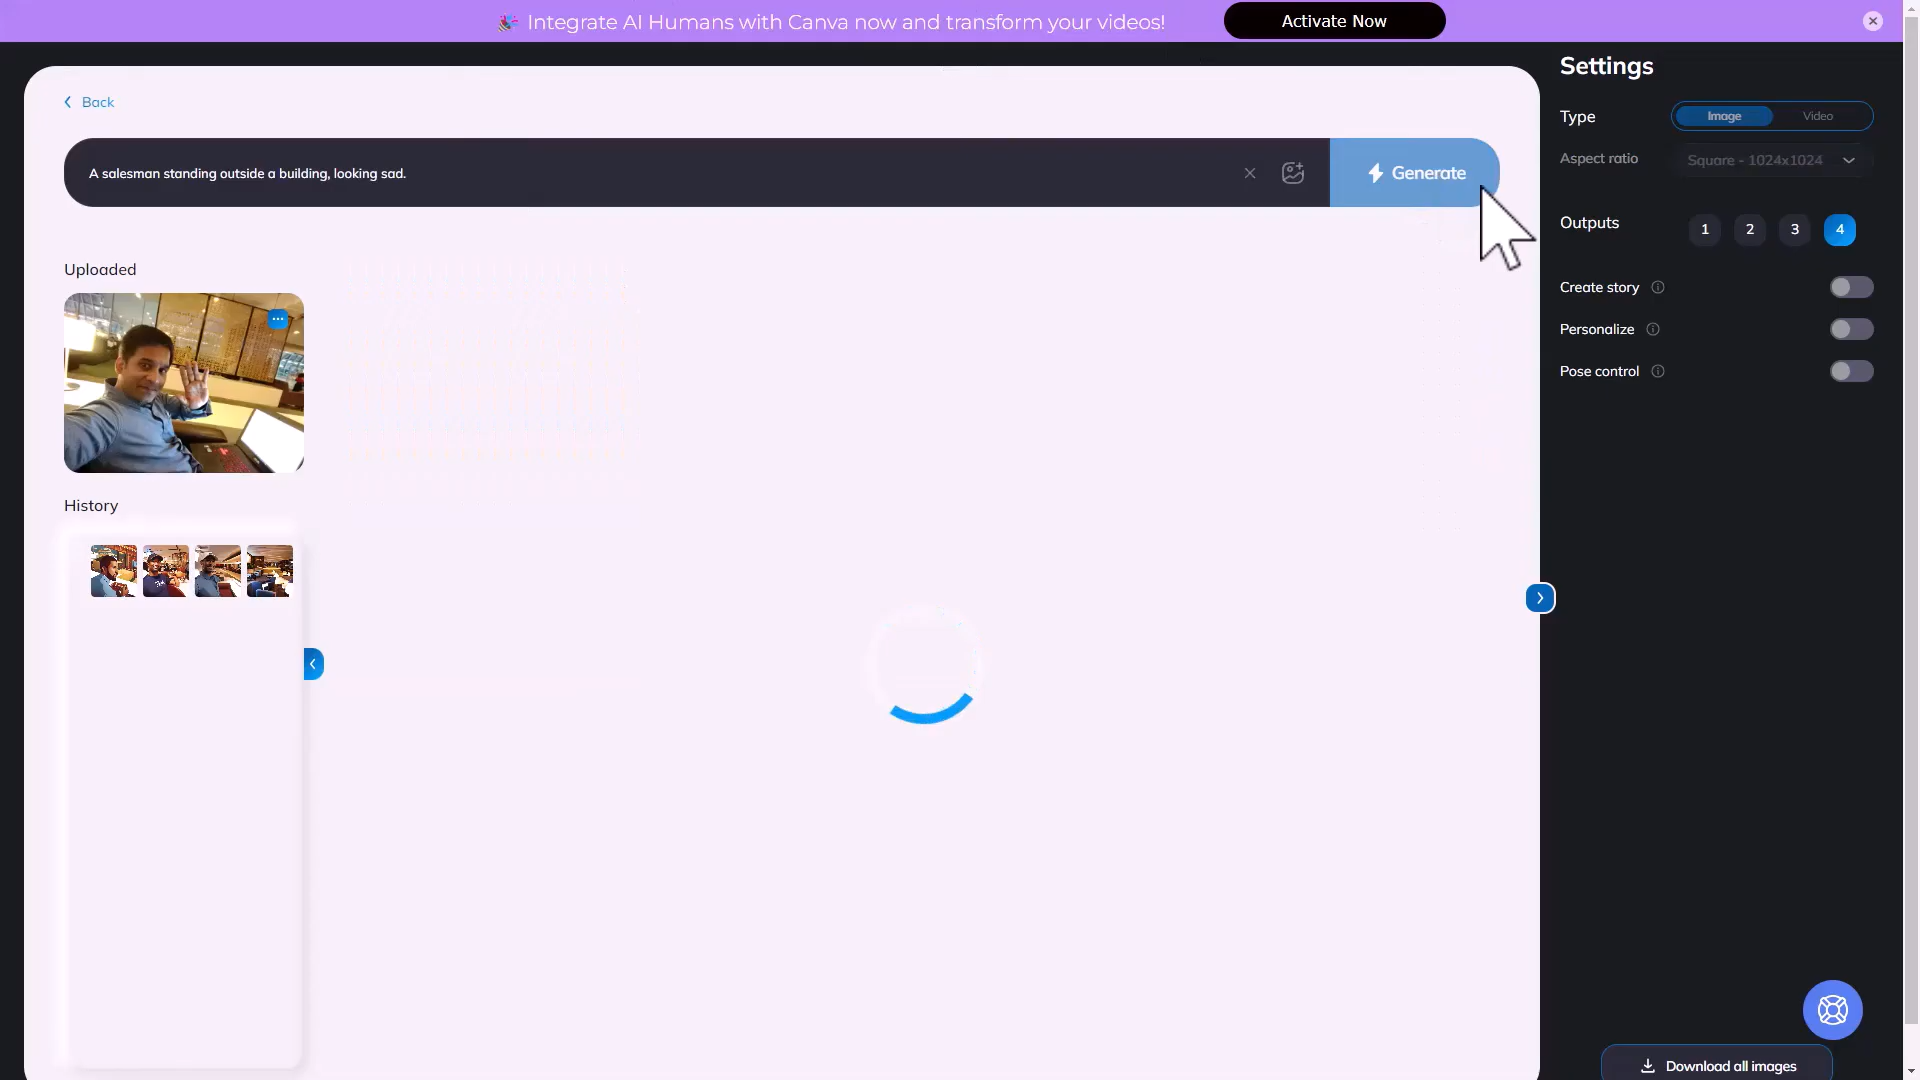 Integrate AI Humans with Canva now and transform your videos!
Activate Now
Back
A salesman standing outside a building, looking sad.
Generate
Uploaded
History
Settings
Type
Image
Video
Aspect ratio
Square - 1024x1024
Outputs
1
2
3
4
Create story
Personalize
Pose control
Download all images